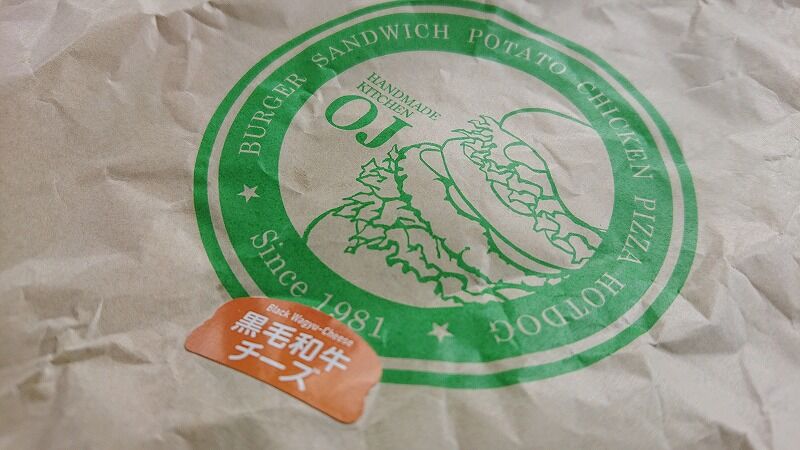 BURGER SANDWICH POTATO CHICKEN PIZZA HOTDOG
HANDMADE
KITCHEN
OJ
Since 1981
Black Wagyu-Cheese
黒毛和牛
チーズ